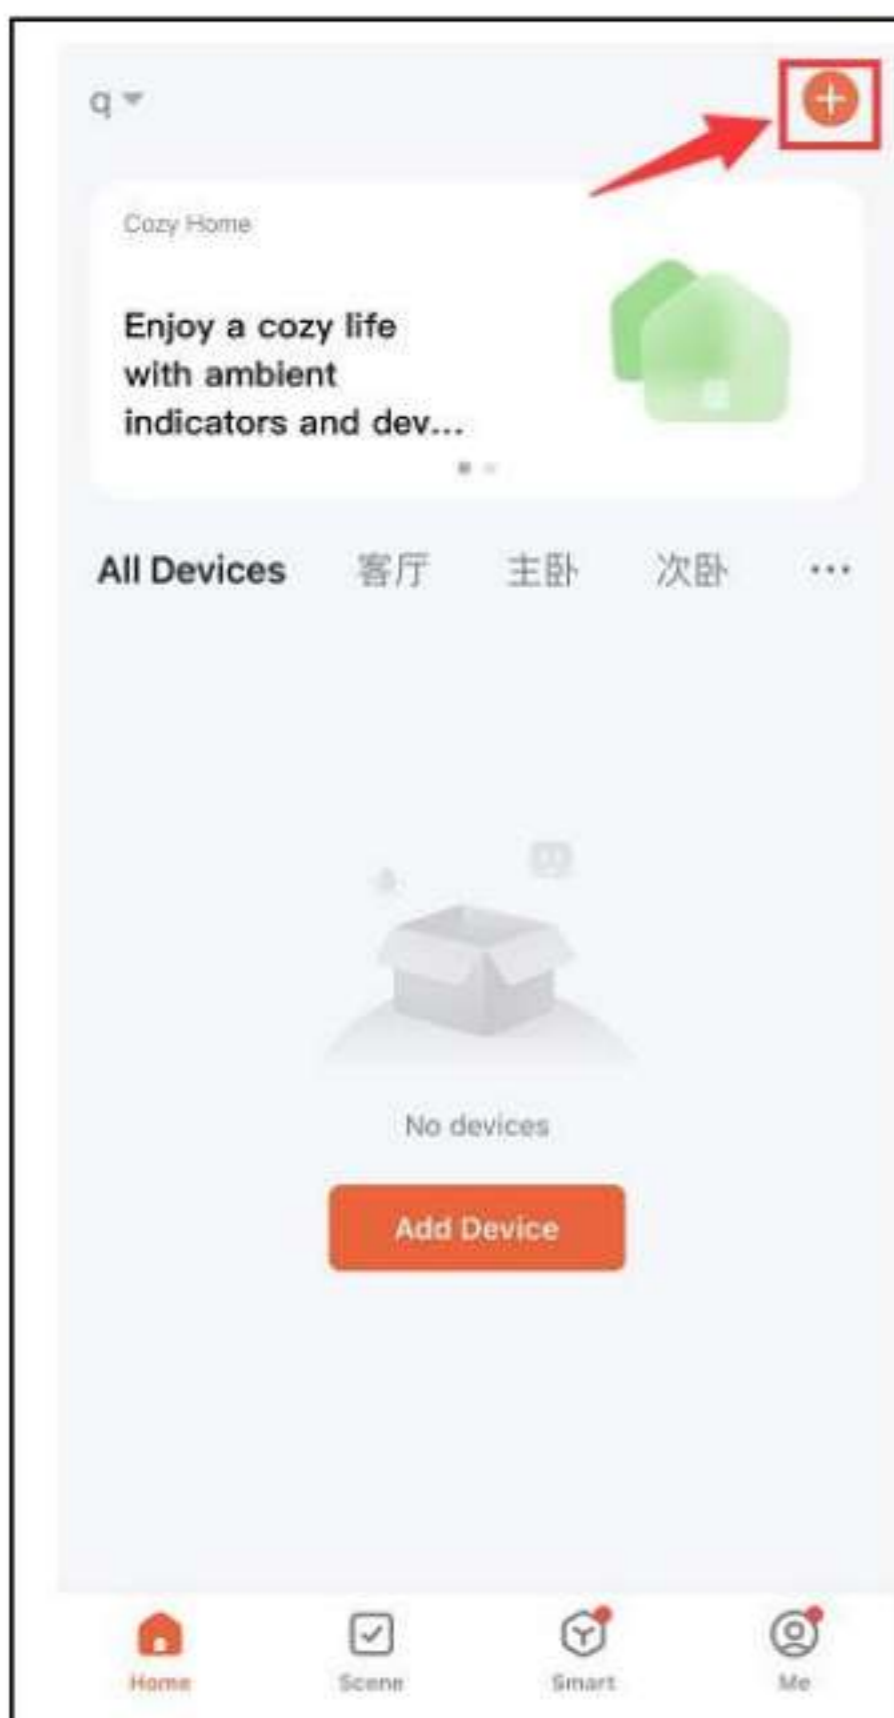 q
Cozy Home
Enjoy a cozy life
with ambient
indicators and dev...
All Devices 客厅 主卧 次卧 ...
No devices
Add Device
Home Scene Smart Me